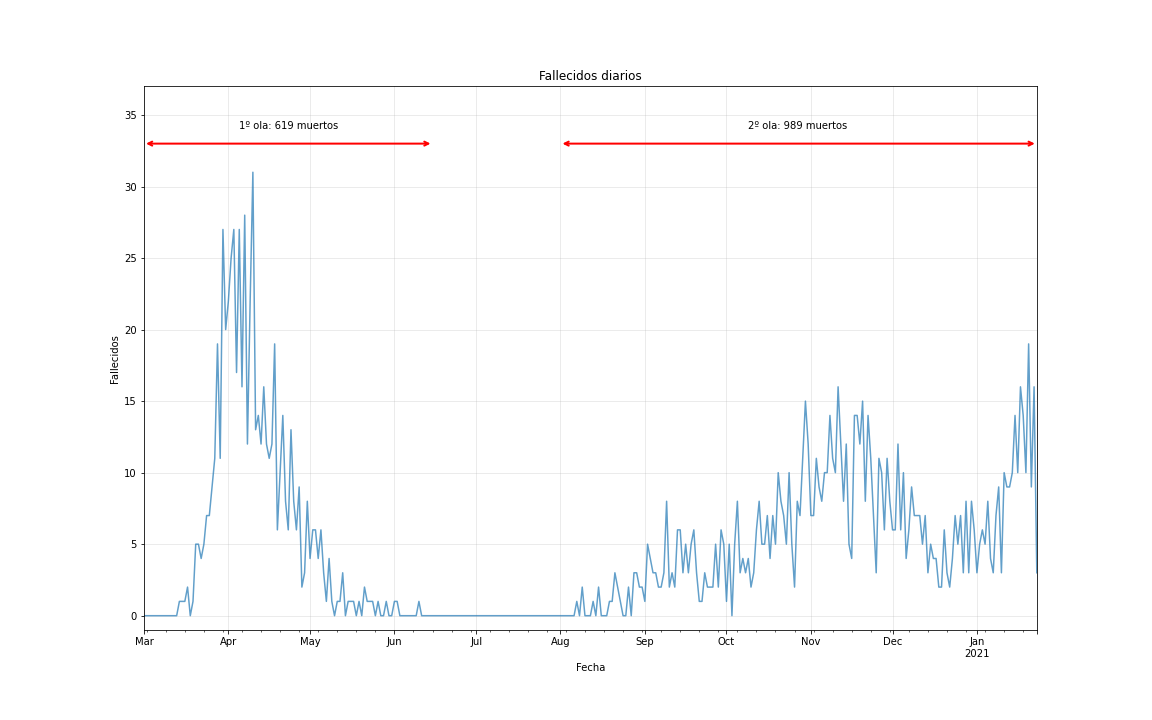 Fallecidos diarios
35
1º ola: 619 muertos
2º ola: 989 muertos
30
25
20
Fallecidos
15
10
5
0
Mar Apr May Jun Jul Aug Sep Oct Nov Dec Jan
2021
Fecha